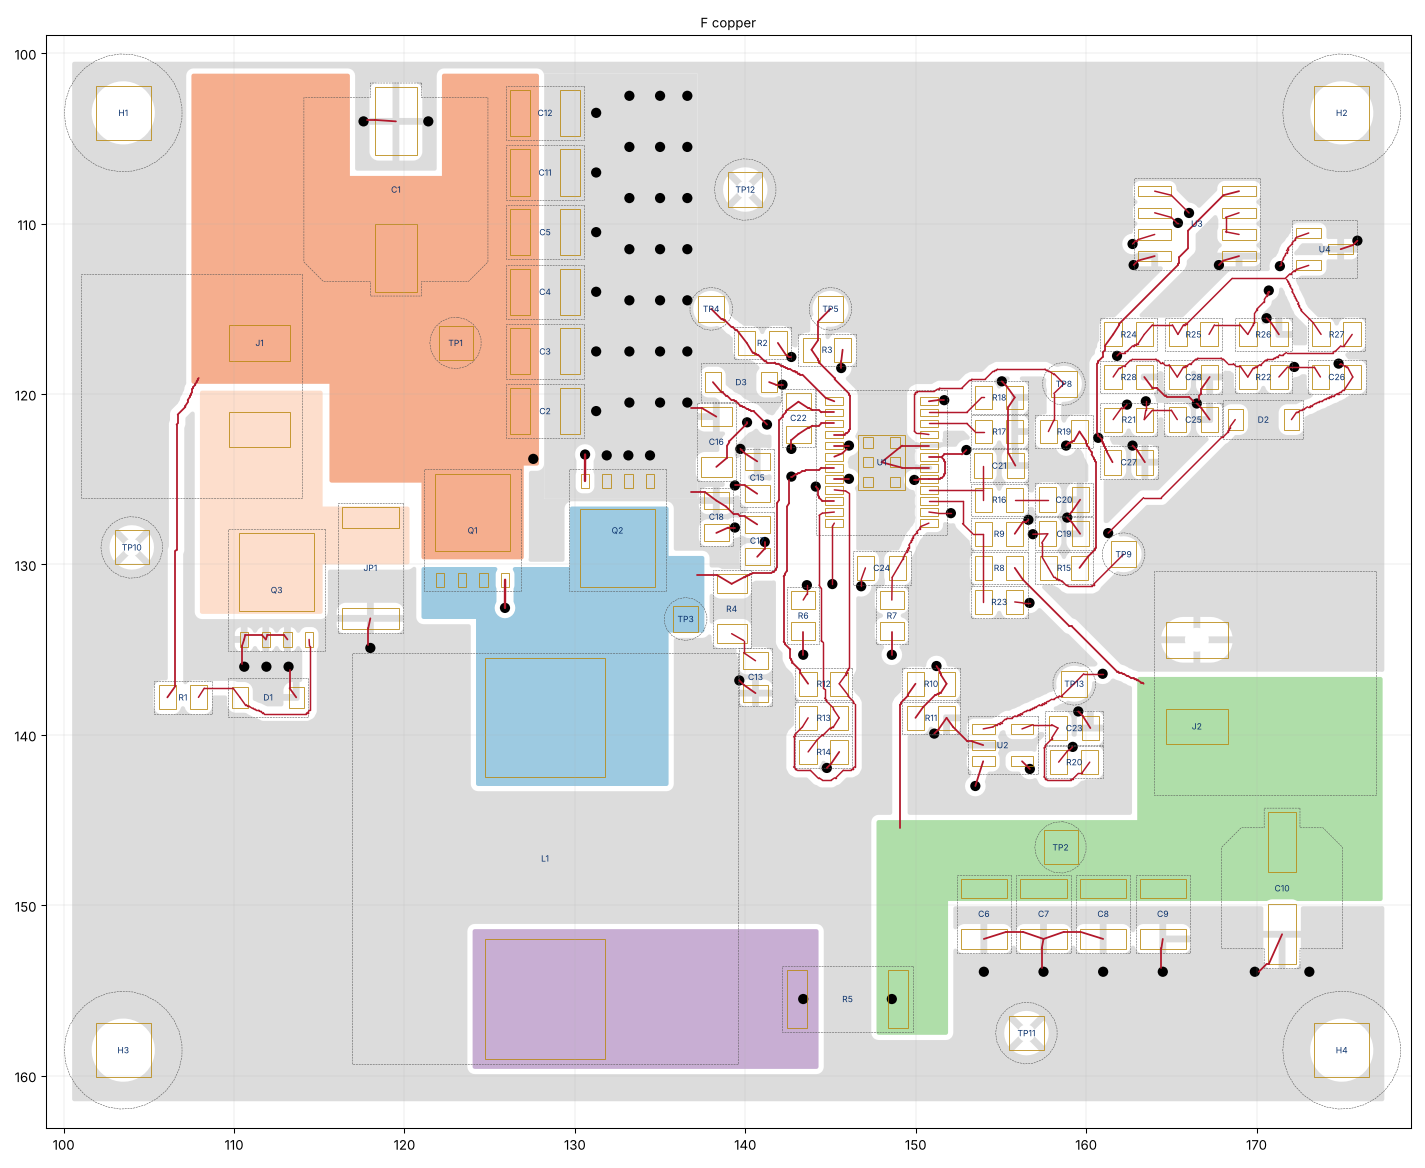 F copper
100
H1
H2
C12
C11
TP12
C1
110
U3
U4
C5
C4
TP4
TP5
R24
R25
R26
R27
J1
TP1
C3
R2
R3
R28
C28
R22
C26
D3
TP8
120
C2
C22
R18
C16
R17
R19
R21
C25
D2
U1
C21
C27
C15
C18
R16
C20
Q1
Q2
R9
C19
TP10
TP9
130
JP1
C24
R8
R15
Q3
R4
R6
R7
R23
TP3
C13
R1
D1
R12
R10
TP13
R13
R11
C23
J2
140
R14
U2
R20
TP2
L1
C10
150
C6
C7
C8
C9
R5
TP11
H3
H4
160
100
110
120
130
140
150
160
170